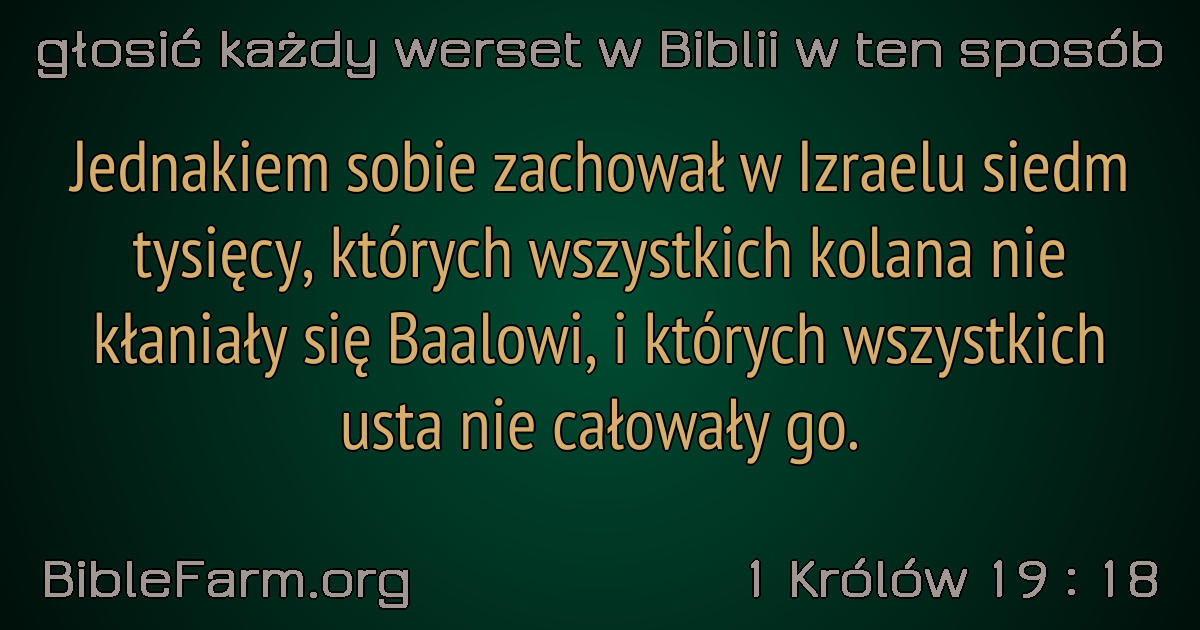 głosić każdy werset w Biblii w ten sposób
Jednakiem sobie zachował w Izraelu siedm
tysięcy, których wszystkich kolana nie
kłaniały się Baalowi, i których wszystkich
usta nie całowały go.
BibleFarm.org
1 Królów 19 : 18